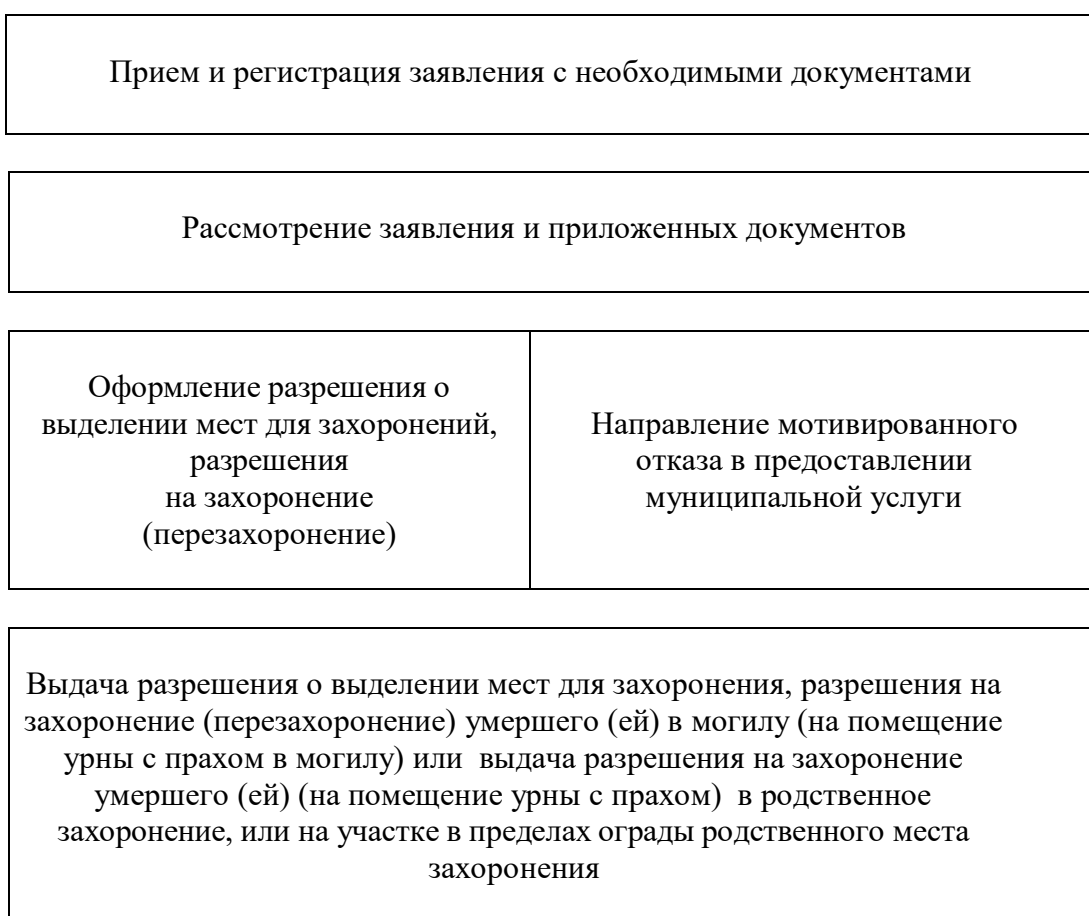 Прием и регистрация заявления с необходимыми документами
Рассмотрение заявления и приложенных документов
Оформление разрешения о
выделении мест для захоронений,
разрешения
на захоронение
(перезахоронение)
Направление мотивированного
отказа в предоставлении
муниципальной услуги
Выдача разрешения о выделении мест для захоронения, разрешения на
захоронение (перезахоронение) умершего (ей) в могилу (на помещение
урны с прахом в могилу) или  выдача разрешения на захоронение
умершего (ей) (на помещение урны с прахом)  в родственное
захоронение, или на участке в пределах ограды родственного места
захоронения